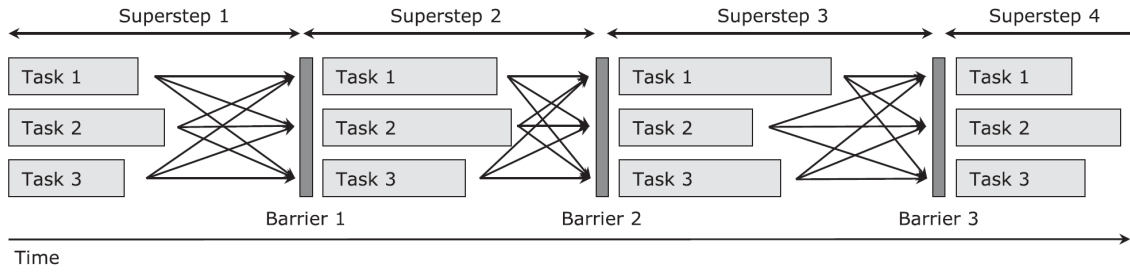 Superstep 1 Superstep 2 Superstep 3 Superstep 4
Task 1 Task 1 Task 1 Task 1
Task 2 Task 2 Task 2 Task 2
Task 3 Task 3 Task 3 Task 3
Barrier 1 Barrier 2 Barrier 3
Time